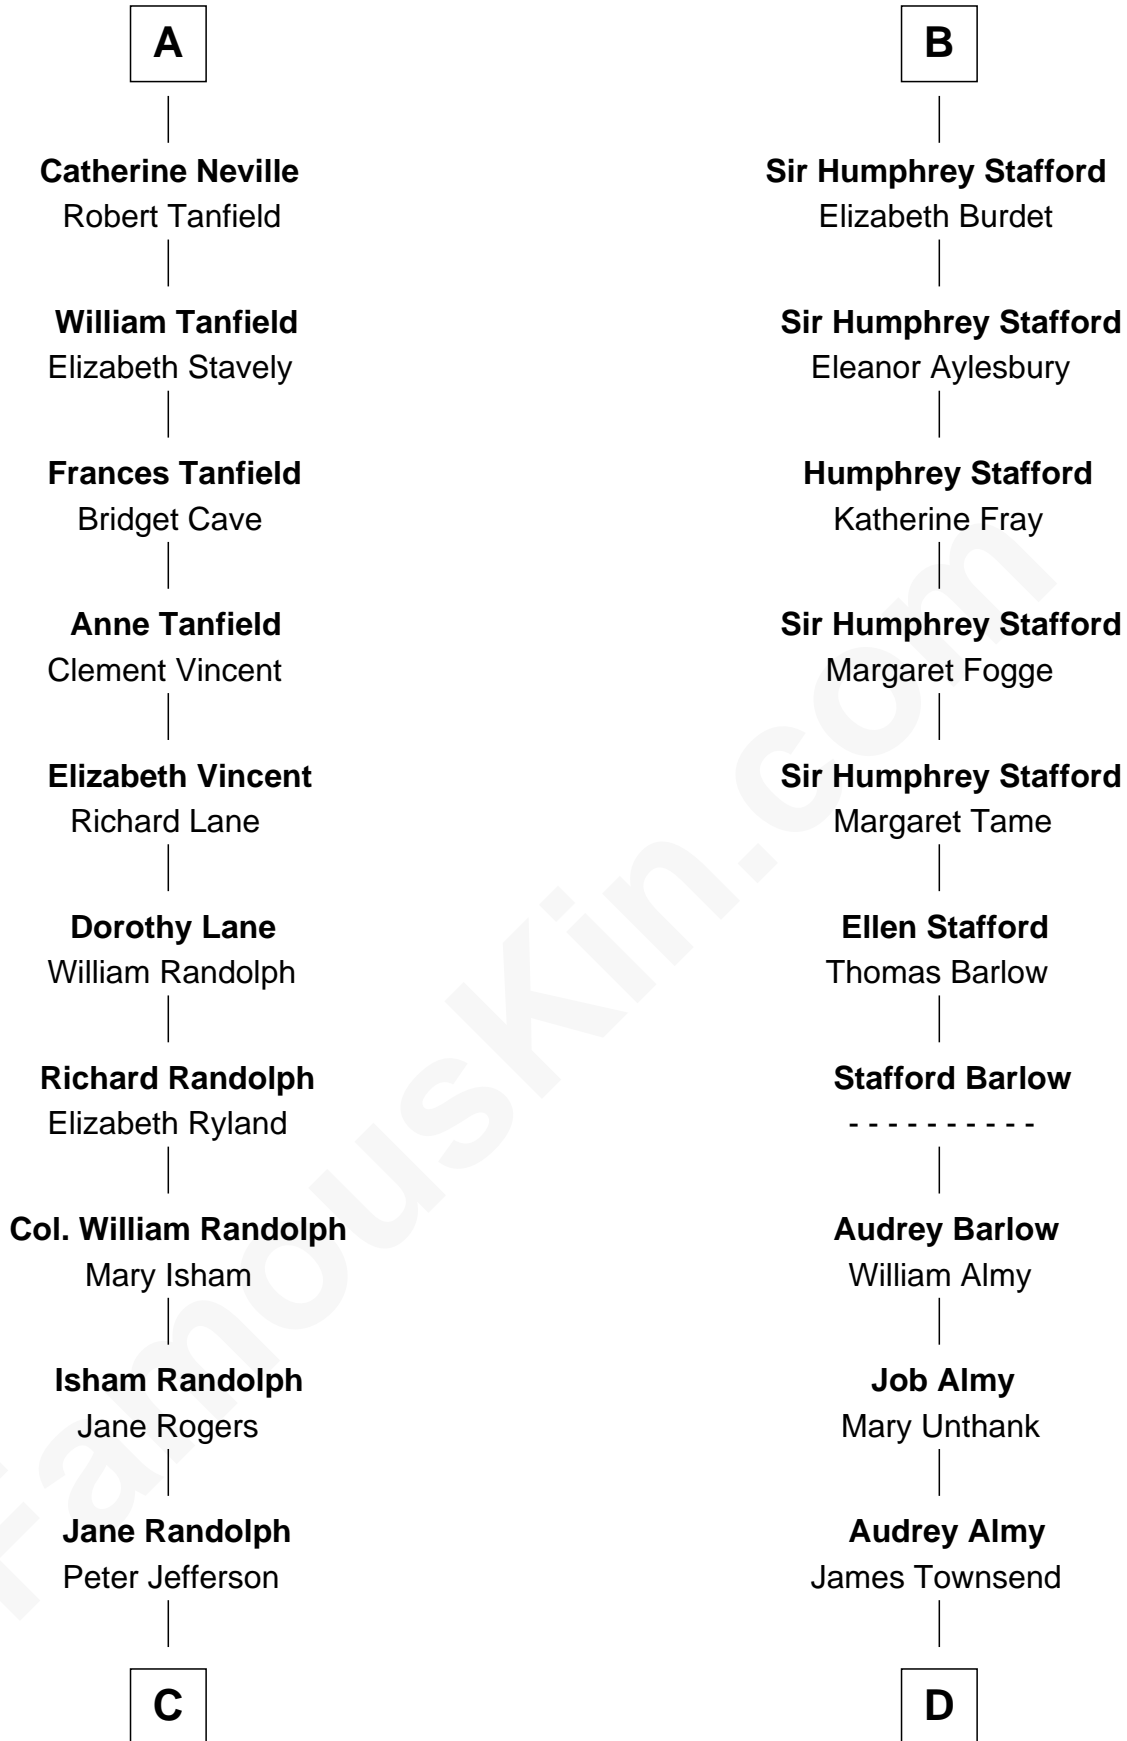 A
Catherine Neville
Robert Tanfield
William Tanfield
Elizabeth Stavely
Frances Tanfield
Bridget Cave
Anne Tanfield
Clement Vincent
Elizabeth Vincent
Richard Lane
Dorothy Lane
William Randolph
Richard Randolph
Elizabeth Ryland
Col. William Randolph
Mary Isham
Isham Randolph
Jane Rogers
Jane Randolph
Peter Jefferson
C
B
Sir Humphrey Stafford
Elizabeth Burdet
Sir Humphrey Stafford
Eleanor Aylesbury
Humphrey Stafford
Katherine Fray
Sir Humphrey Stafford
Margaret Fogge
Sir Humphrey Stafford
Margaret Tame
Ellen Stafford
Thomas Barlow
Stafford Barlow
- - - - - - - - - -
Audrey Barlow
William Almy
Job Almy
Mary Unthank
Audrey Almy
James Townsend
D
FamousKin.com